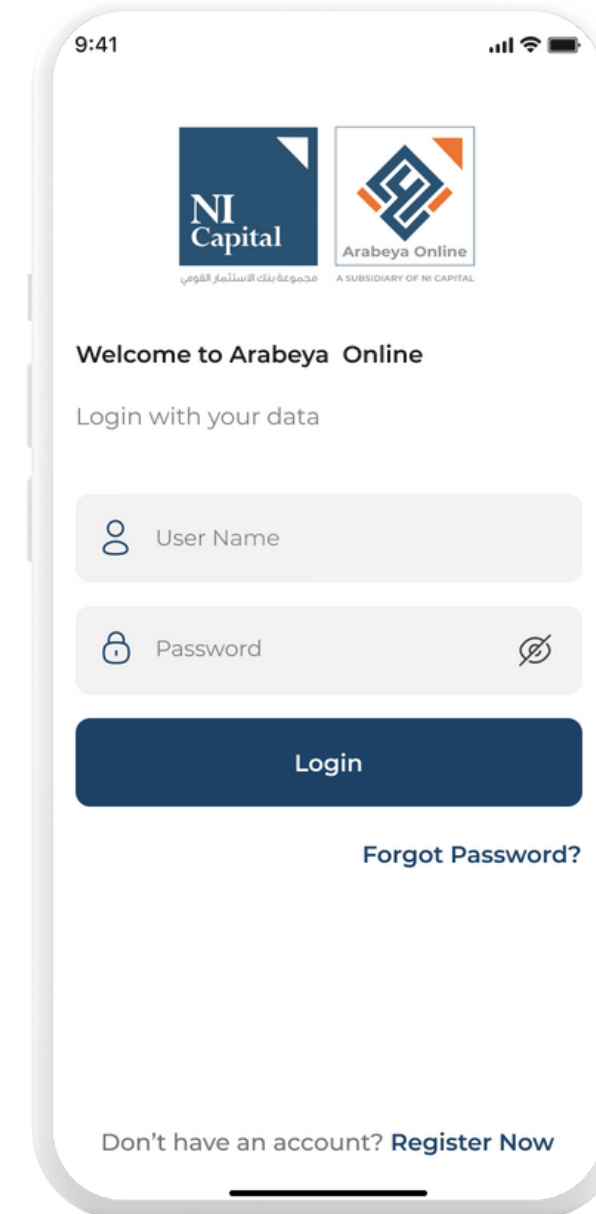 9:41
NI
Capital
مجموعة بنك الاستثمار القومي
Arabeya Online
A SUBSIDIARY OF NI CAPITAL
Welcome to Arabeya  Online
Login with your data
User Name
Password
Login
Forgot Password?
Don’t have an account? Register Now